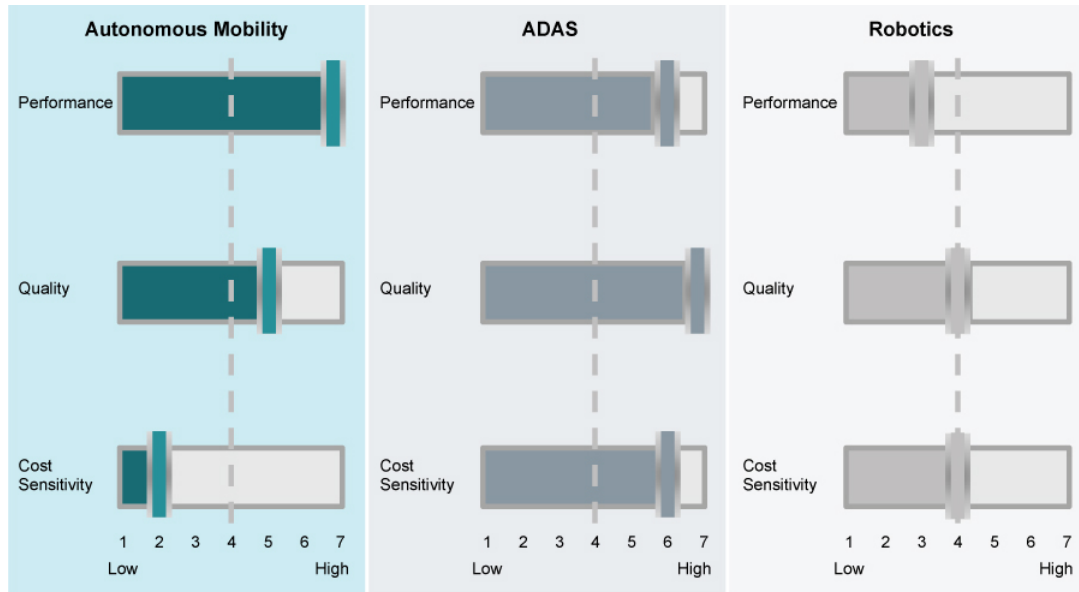 Autonomous Mobility
Performance
Quality
Cost
Sensitivity
1 2 3 4 5 6 7
Low High
ADAS
Performance
Quality
Cost
Sensitivity
1 2 3 4 5 6 7
Low High
Robotics
Performance
Quality
Cost
Sensitivity
1 2 3 4 5 6 7
Low High